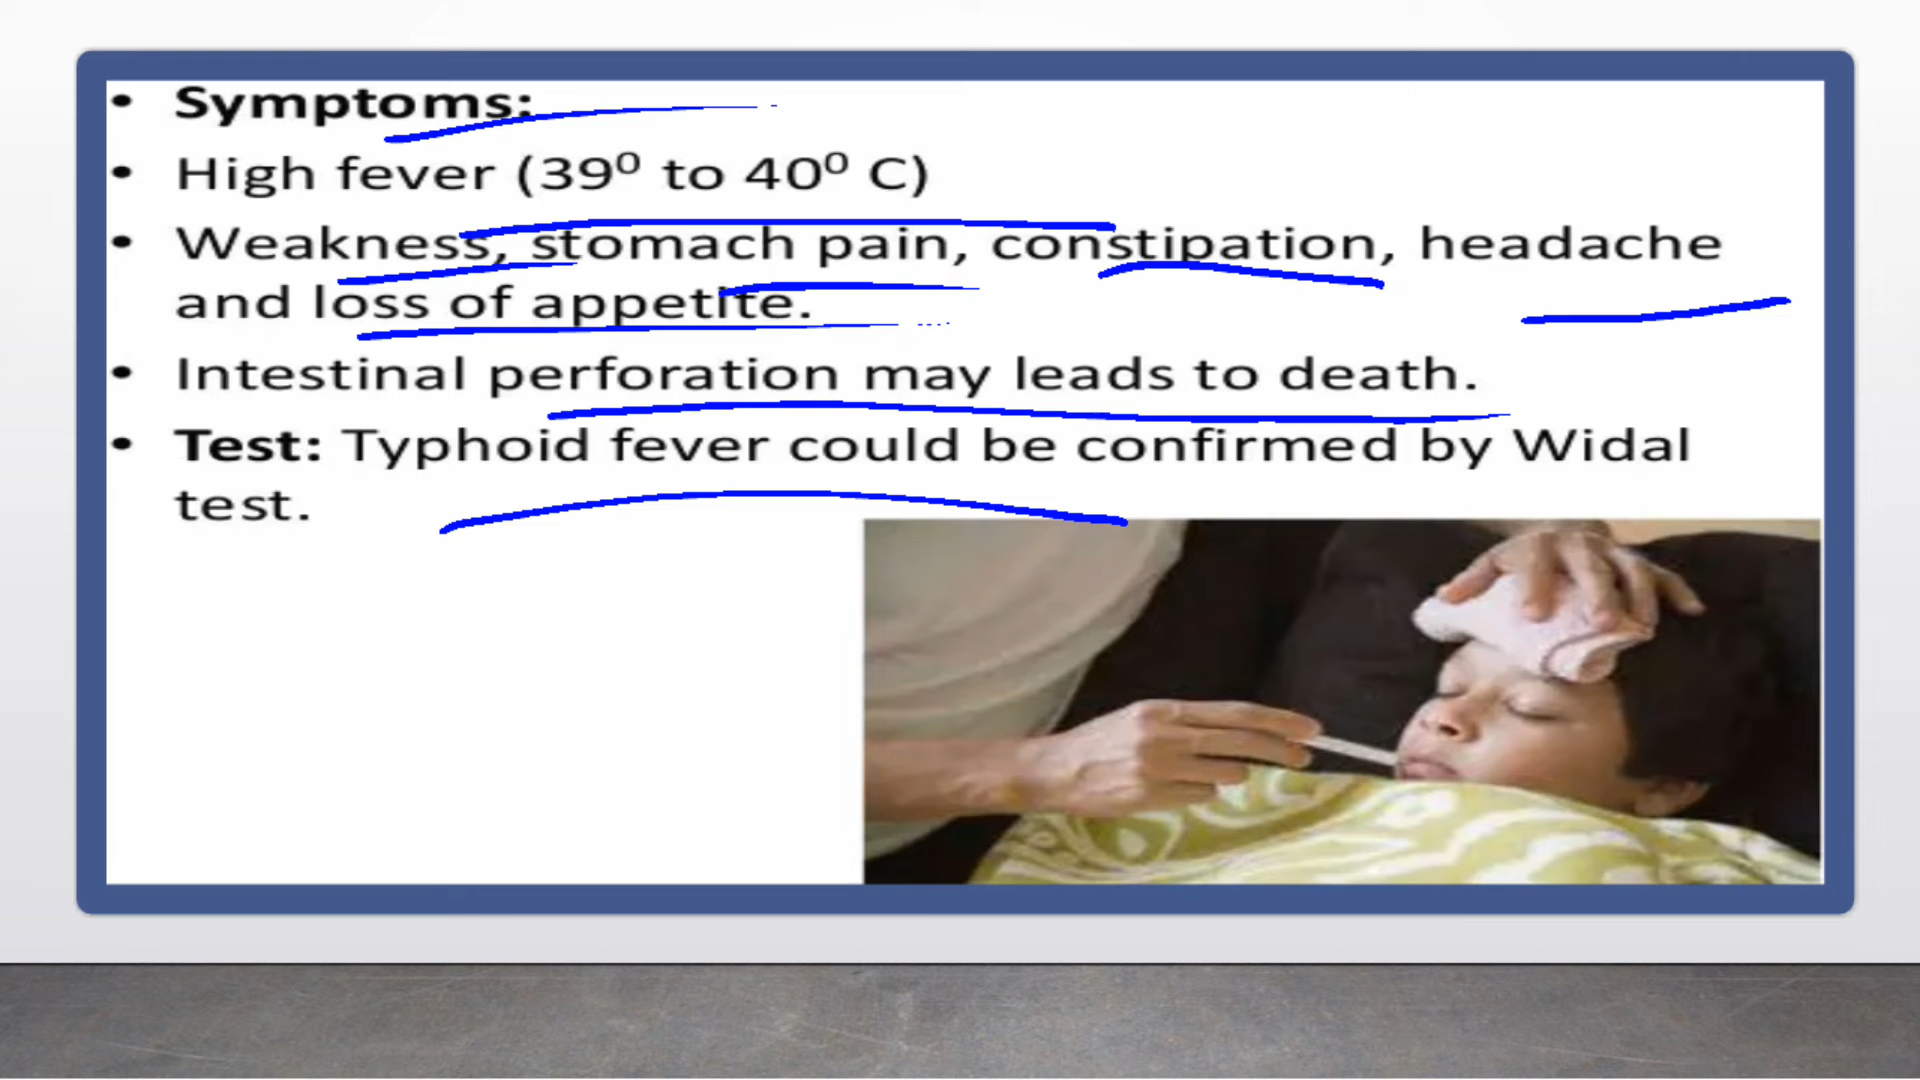 • Symptoms:
• High fever (39⁰ to 40⁰ C)
• Weakness, stomach pain, constipation, headache
and loss of appetite.
• Intestinal perforation may leads to death.
• Test: Typhoid fever could be confirmed by Widal
test.